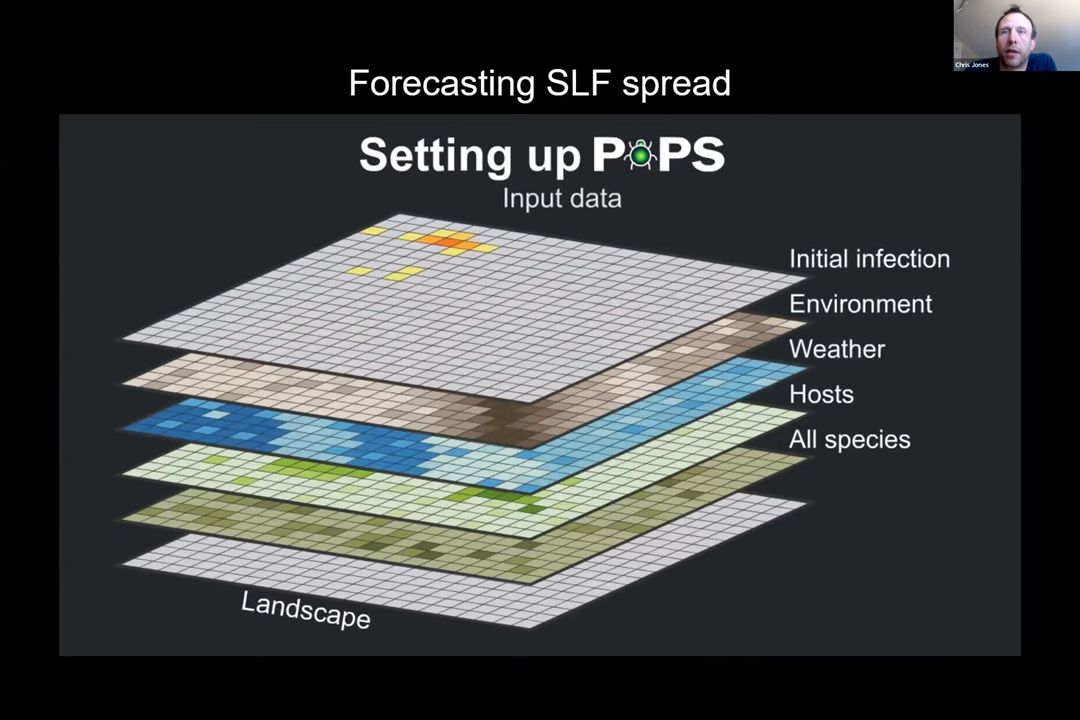 Chris Jones
Forecasting SLF spread
Setting up POPS
Input data
Initial infection
Environment
Weather
Hosts
All species
Landscape